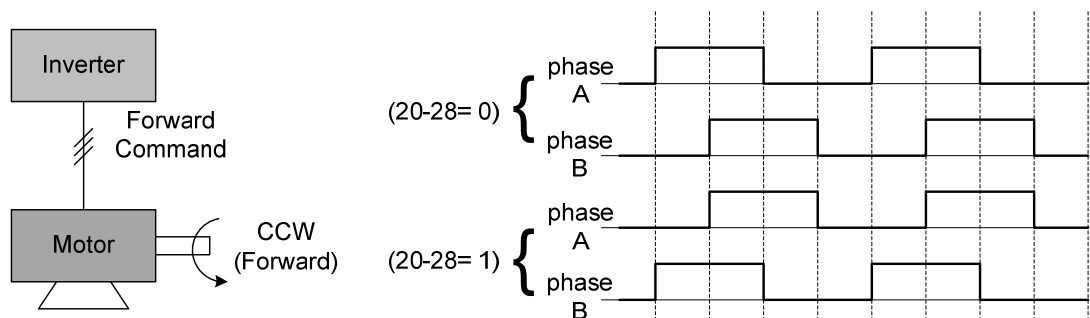 Inverter
Forward
Command
Motor
CCW
(Forward)
(20-28= 0)
phase
A
phase
B
(20-28= 1)
phase
A
phase
B